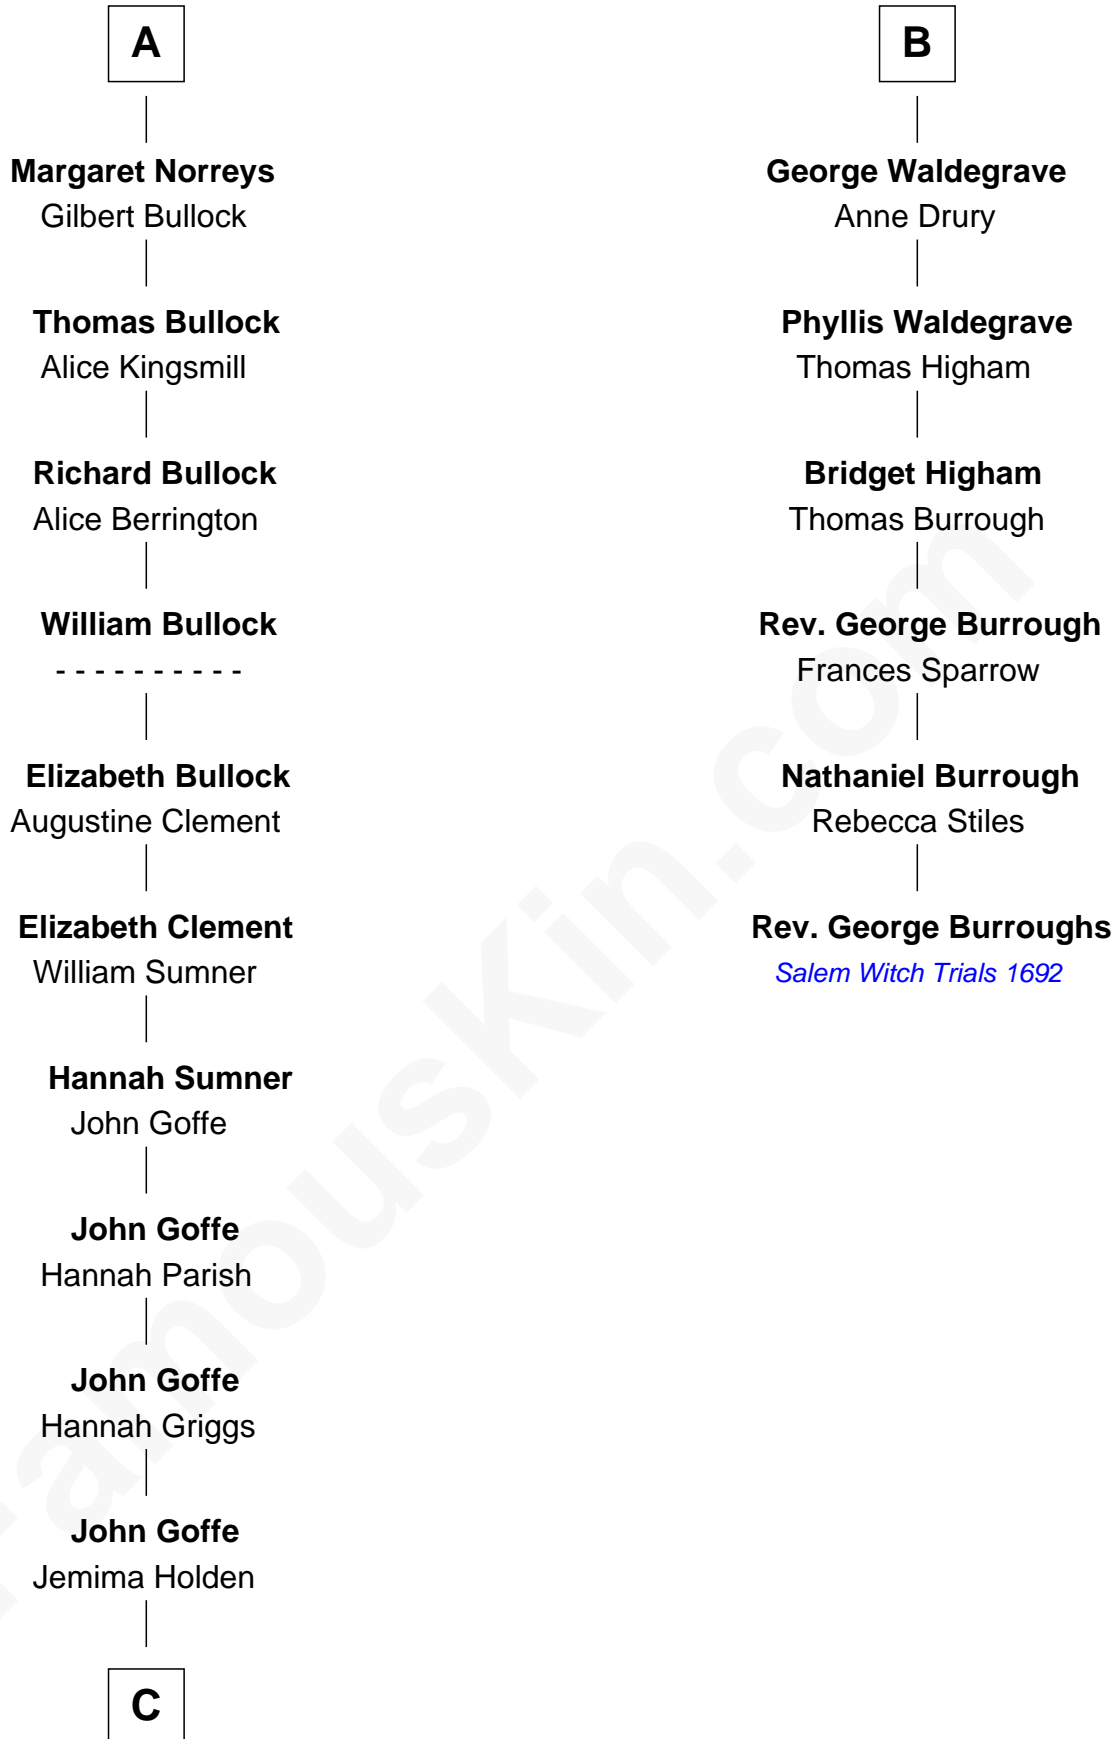 A
Margaret Norreys
Gilbert Bullock
Thomas Bullock
Alice Kingsmill
Richard Bullock
Alice Berrington
William Bullock
- - - - - - - - - -
Elizabeth Bullock
Augustine Clement
Elizabeth Clement
William Sumner
Hannah Sumner
John Goffe
John Goffe
Hannah Parish
John Goffe
Hannah Griggs
John Goffe
Jemima Holden
C
B
George Waldegrave
Anne Drury
Phyllis Waldegrave
Thomas Higham
Bridget Higham
Thomas Burrough
Rev. George Burrough
Frances Sparrow
Nathaniel Burrough
Rebecca Stiles
Rev. George Burroughs
Salem Witch Trials 1692
FamousKin.com